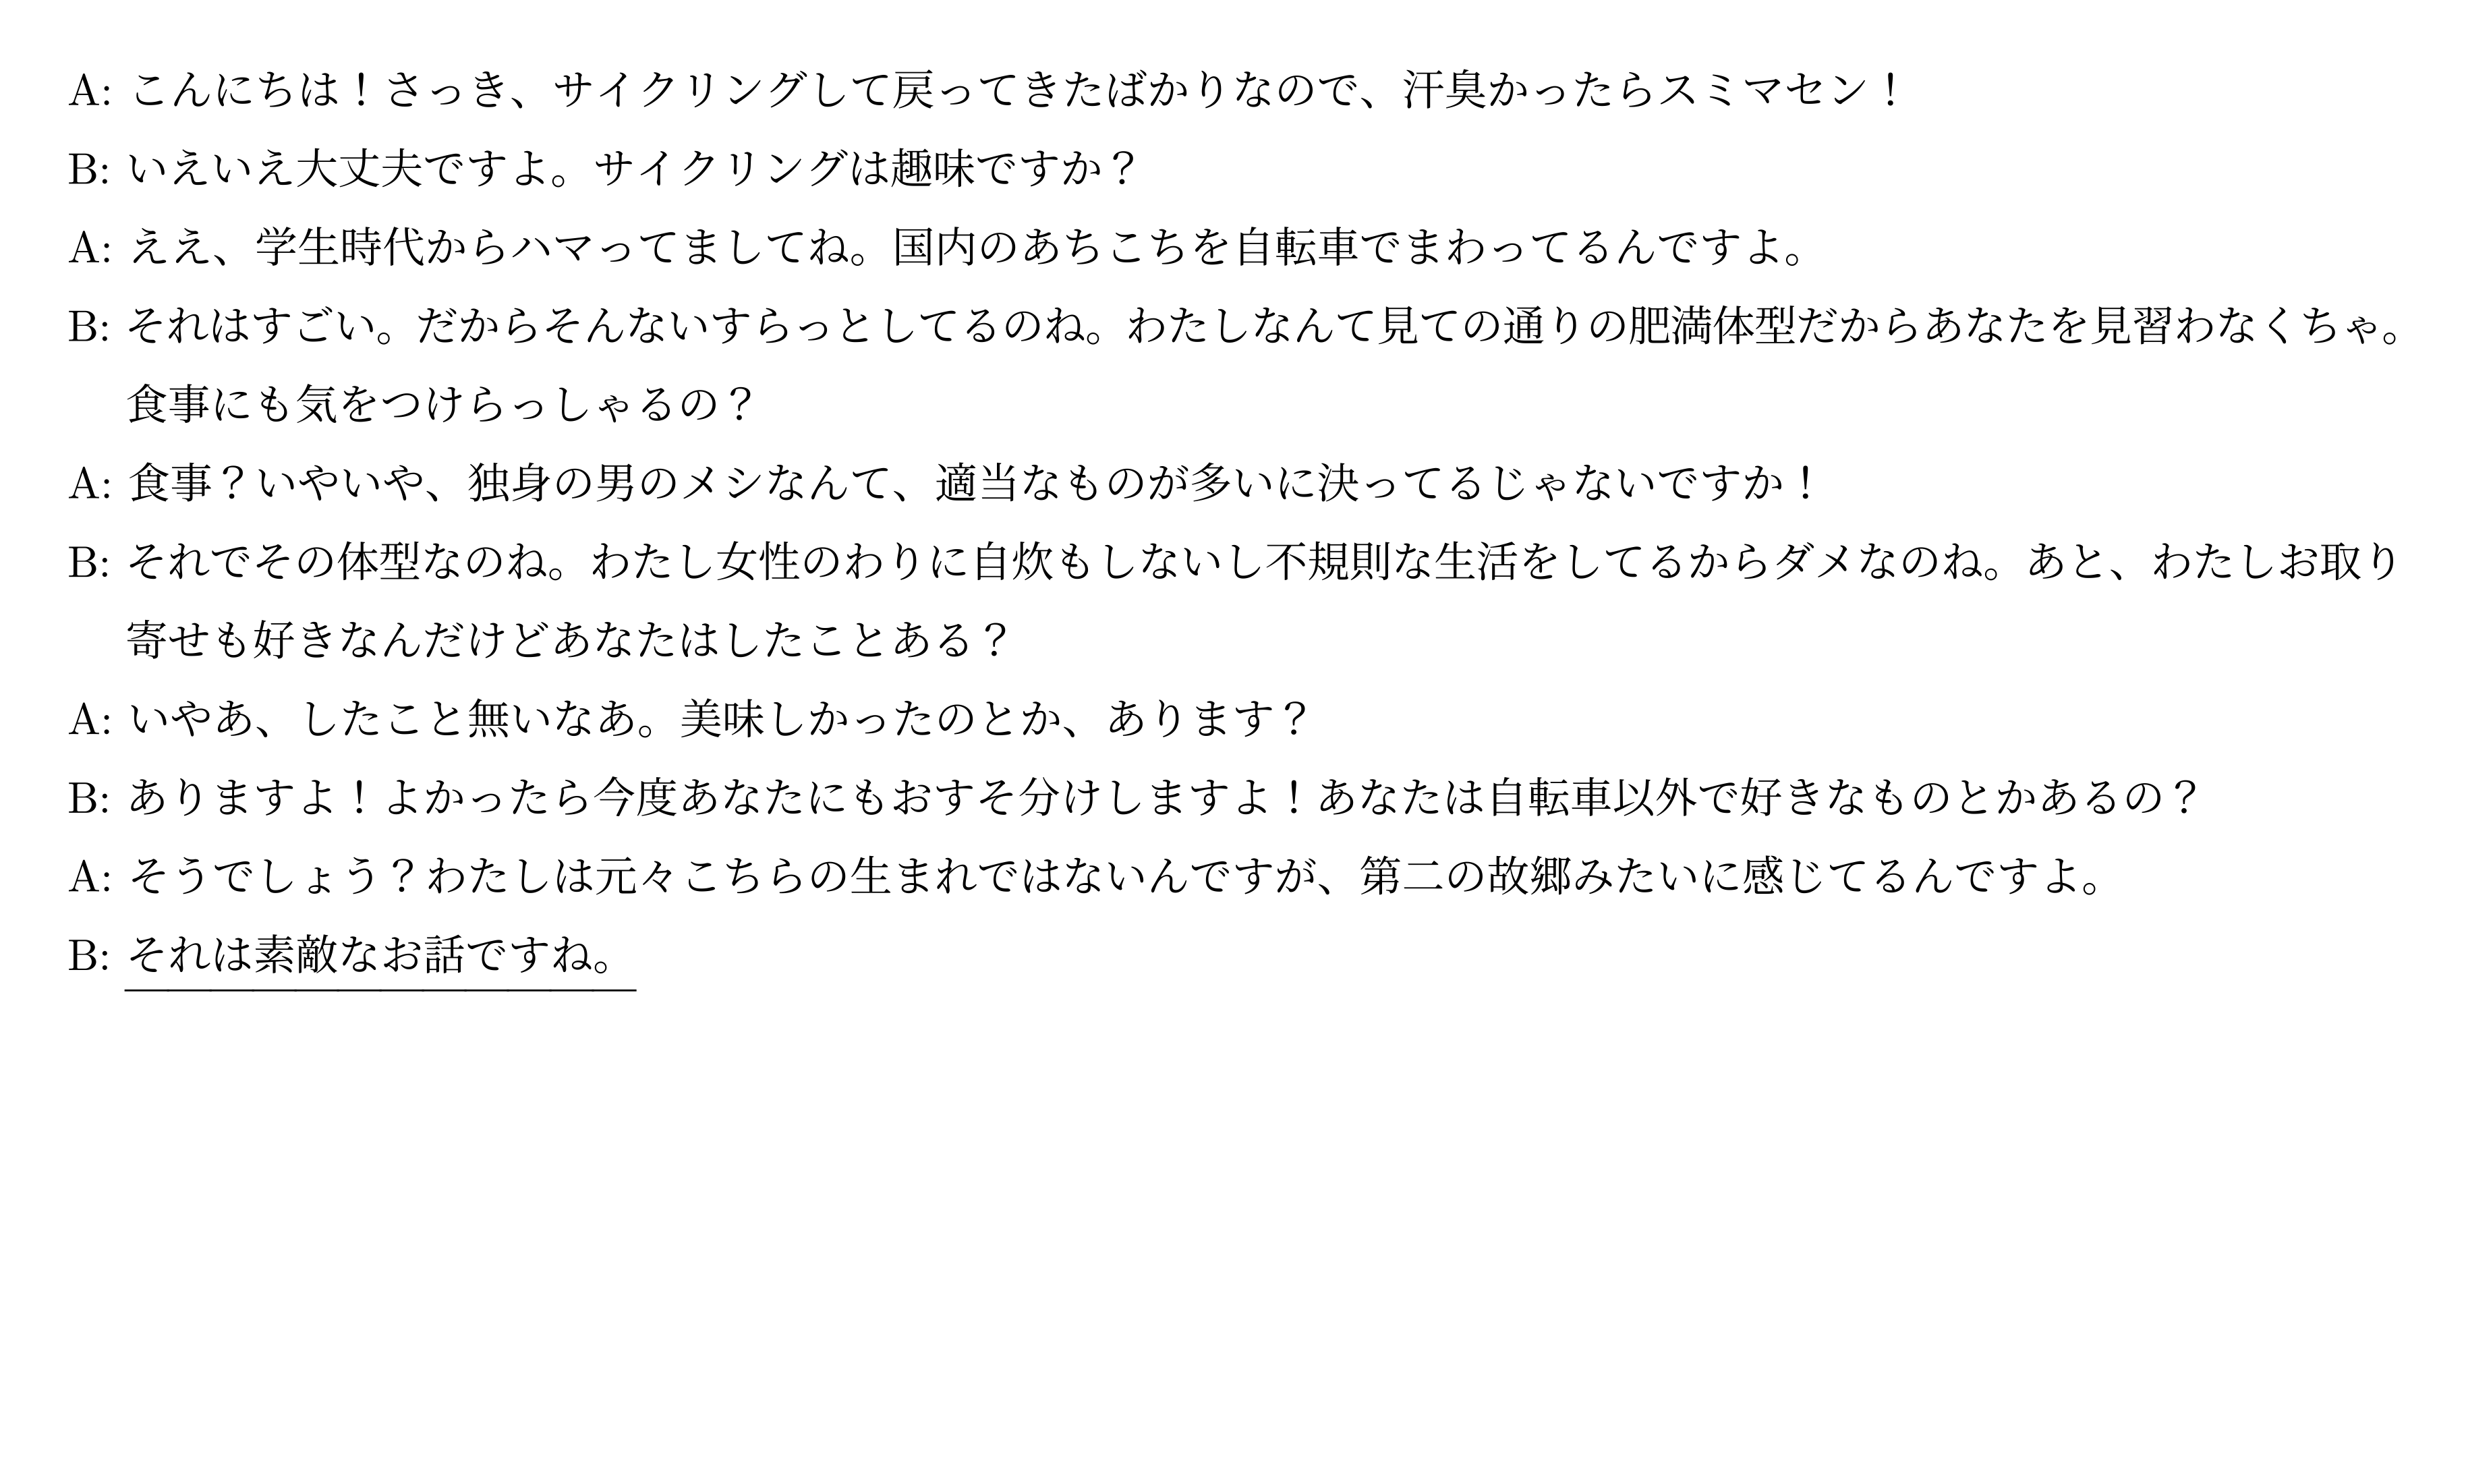 A: こんにちは！さっき、サイクリングして戻ってきたばかりなので、汗臭かったらスミマセン！
B: いえいえ大丈夫ですよ。サイクリングは趣味ですか？
A: ええ、学生時代からハマってましてね。国内のあちこちを自転車でまわってるんですよ。
B: それはすごい。だからそんないすらっとしてるのね。わたしなんて見ての通りの肥満体型だからあなたを見習わなくちゃ。
食事にも気をつけらっしゃるの？
A: 食事？いやいや、独身の男のメシなんて、適当なものが多いに決ってるじゃないですか！
B: それでその体型なのね。わたし女性のわりに自炊もしないし不規則な生活をしてるからダメなのね。あと、わたしお取り
寄せも好きなんだけどあなたはしたことある？
A: いやあ、したこと無いなあ。美味しかったのとか、あります？
B: ありますよ！よかったら今度あなたにもおすそ分けしますよ！あなたは自転車以外で好きなものとかあるの？
A: そうでしょう？わたしは元々こちらの生まれではないんですが、第二の故郷みたいに感じてるんですよ。
B: それは素敵なお話ですね。